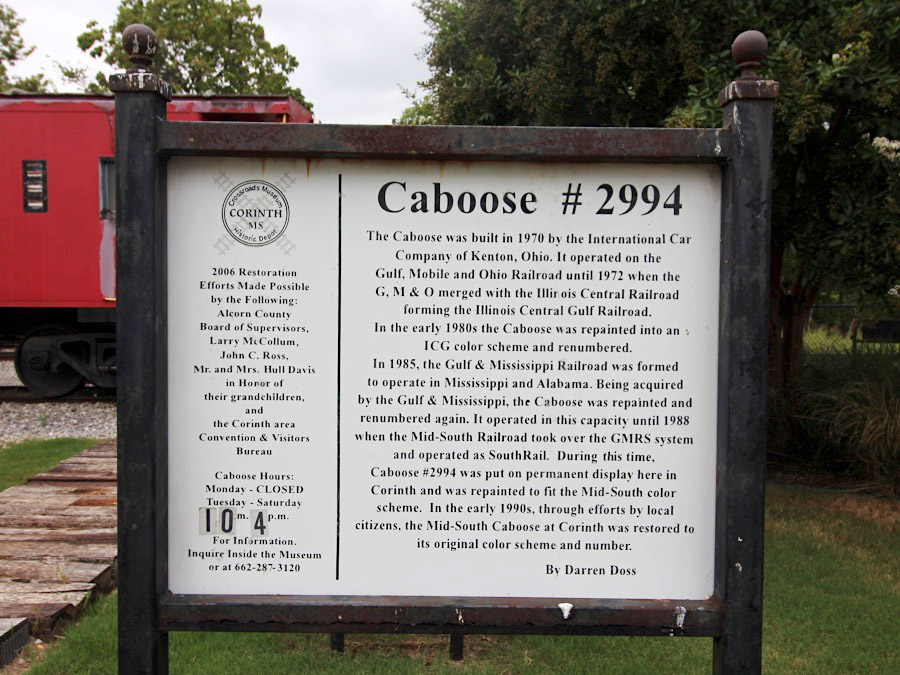 Crossroads Museum
CORINTH
MS
Historic Depot
2006 Restoration
Efforts Made Possible
by the Following:
Alcorn County
Board of Supervisors,
Larry McCollum,
John C. Ross,
Mr. and Mrs. Hull Davis
in Honor of
their grandchildren,
and
the Corinth area
Convention & Visitors
Bureau
Caboose Hours:
Monday - CLOSED
Tuesday - Saturday
10 m. 4 p.m.
For Information,
Inquire Inside the Museum
or at 662-287-3120
Caboose # 2994
The Caboose was built in 1970 by the International Car
Company of Kenton, Ohio. It operated on the
Gulf, Mobile and Ohio Railroad until 1972 when the
G, M & O merged with the Illinois Central Railroad
forming the Illinois Central Gulf Railroad.
In the early 1980s the Caboose was repainted into an
ICG color scheme and renumbered.
In 1985, the Gulf & Mississippi Railroad was formed
to operate in Mississippi and Alabama. Being acquired
by the Gulf & Mississippi, the Caboose was repainted and
renumbered again. It operated in this capacity until 1988
when the Mid-South Railroad took over the GMRS system
and operated as SouthRail. During this time,
Caboose #2994 was put on permanent display here in
Corinth and was repainted to fit the Mid-South color
scheme. In the early 1990s, through efforts by local
citizens, the Mid-South Caboose at Corinth was restored to
its original color scheme and number.
By Darren Doss